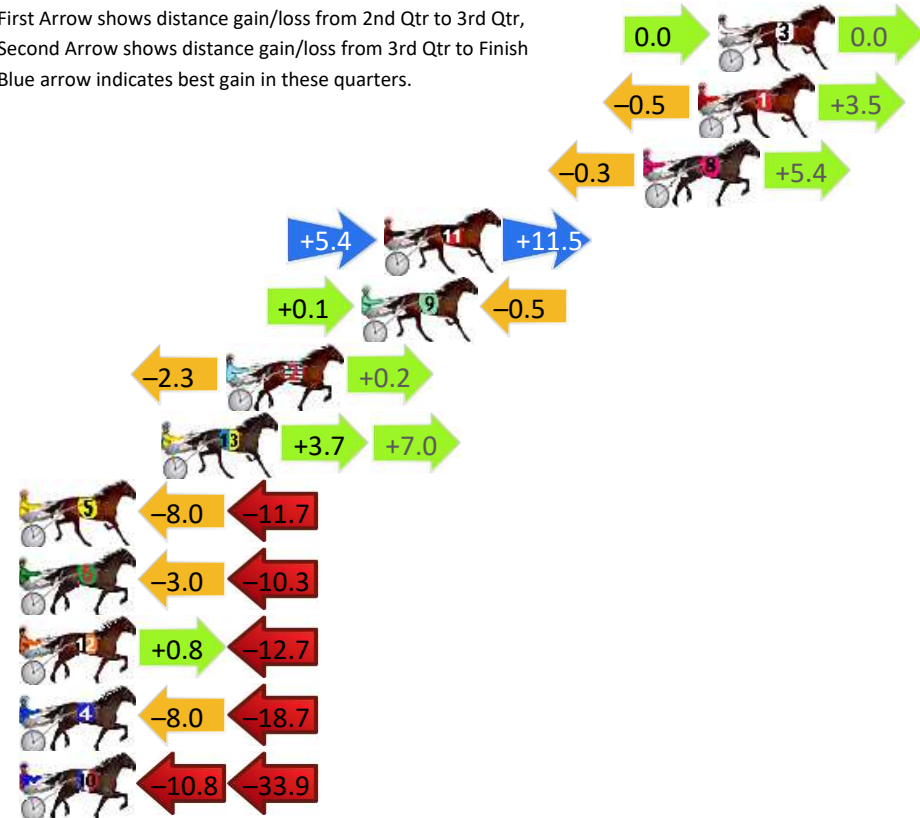 First Arrow shows distance gain/loss from 2nd Qtr to 3rd Qtr,
Second Arrow shows distance gain/loss from 3rd Qtr to Finish
Blue arrow indicates best gain in these quarters.
0.0 3 0.0
–0.5 1 +3.5
–0.3 8 +5.4
+5.4 11 +11.5
+0.1 9 –0.5
–2.3 2 +0.2
13 +3.7 +7.0
5 –8.0 –11.7
6 –3.0 –10.3
12 +0.8 –12.7
4 –8.0 –18.7
10 –10.8 –33.9